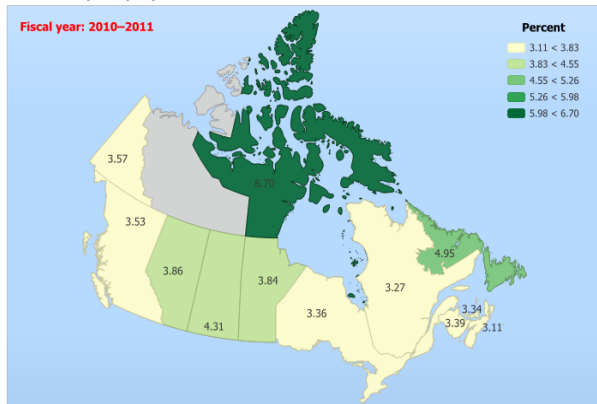 Fiscal year: 2010–2011
Percent
3.11 < 3.83
3.83 < 4.55
4.55 < 5.26
5.26 < 5.98
5.98 < 6.70
3.57
6.70
3.53
4.95
3.86
3.84
3.27
4.31
3.36
3.34
3.39
3.11